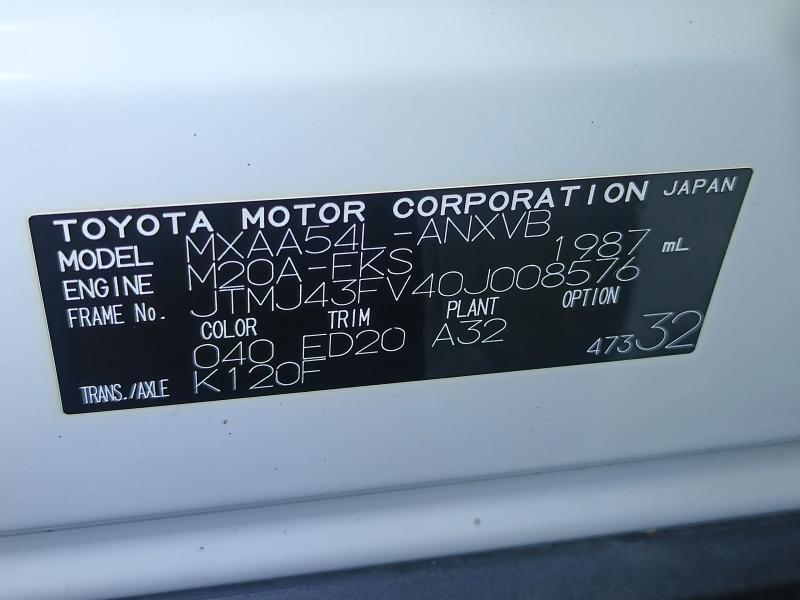 TOYOTA MOTOR CORPORATION JAPAN
MODEL MXAA54L-ANXVB
ENGINE M20A-FKS 1987 mL
FRAME No. JTMJ43FV40J008576
COLOR TRIM PLANT OPTION
040 ED20 A32
TRANS./AXLE K120F 473 32